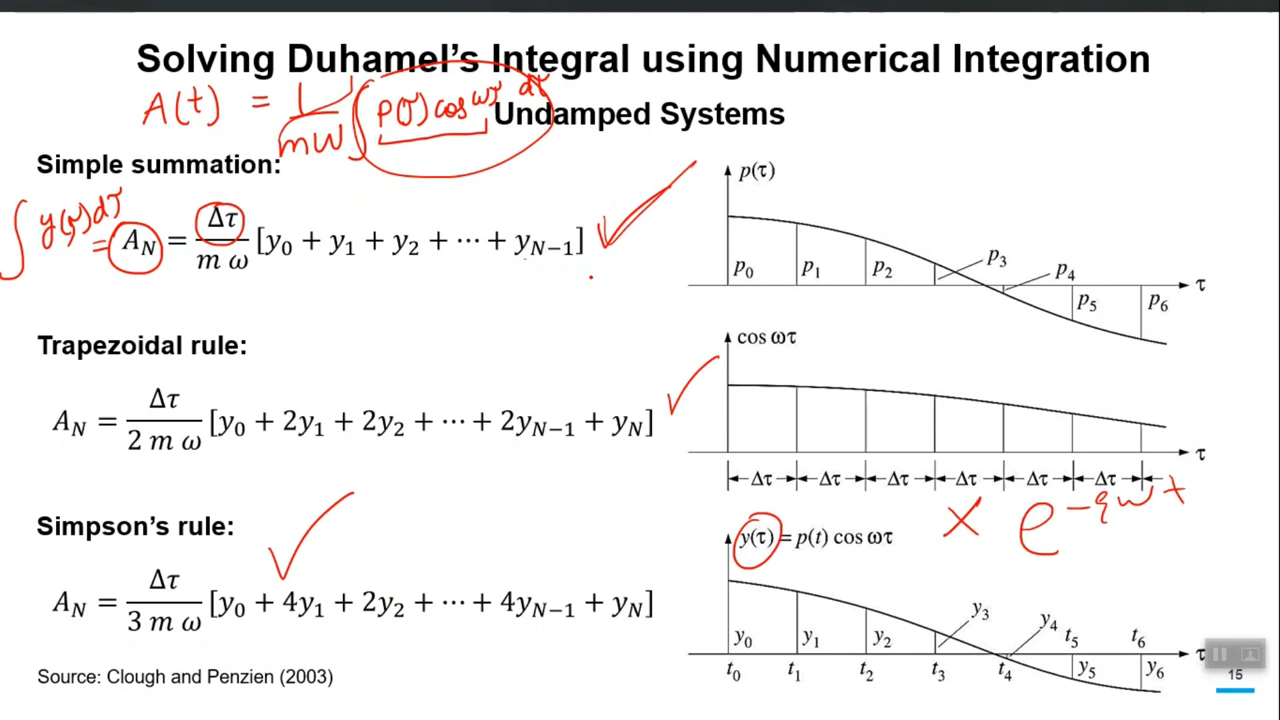 Solving Duhamel's Integral using Numerical Integration
A(t) = 1/mω ∫ P(τ) cos ωτ dτ
Undamped Systems
Simple summation:
∫ y(τ) dτ = A_N = Δτ/(m ω) [y_0 + y_1 + y_2 + ⋯ + y_{N−1}]
Trapezoidal rule:
A_N = Δτ/(2 m ω) [y_0 + 2y_1 + 2y_2 + ⋯ + 2y_{N−1} + y_N]
Simpson's rule:
A_N = Δτ/(3 m ω) [y_0 + 4y_1 + 2y_2 + ⋯ + 4y_{N−1} + y_N]
Source: Clough and Penzien (2003)
p(τ)
p_0 p_1 p_2 p_3 p_4 p_5 p_6 τ
cos ωτ
τ
Δτ Δτ Δτ Δτ Δτ Δτ
× e^{−ξωt}
y(τ) = p(t) cos ωτ
y_0 y_1 y_2 y_3 y_4 y_5 y_6 τ
t_0 t_1 t_2 t_3 t_4 t_5 t_6
15